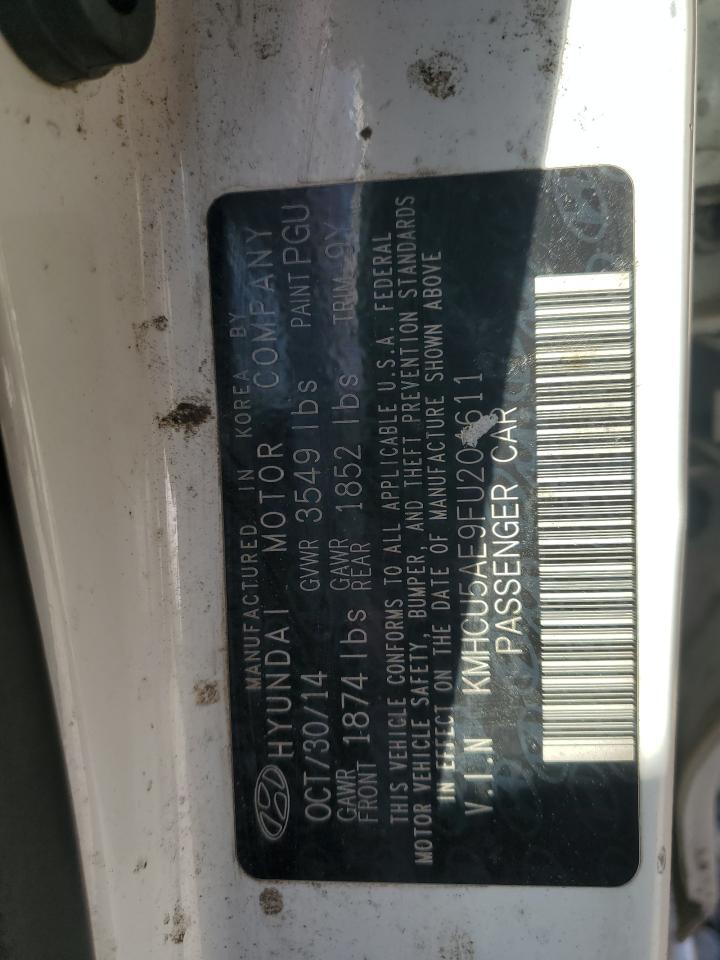 MANUFACTURED IN KOREA BY
HYUNDAI MOTOR COMPANY
OCT/30/14 GVWR 3549 lbs PAINT PGU
GAWR FRONT 1874 lbs GAWR REAR 1852 lbs TRIM 9Y
THIS VEHICLE CONFORMS TO ALL APPLICABLE U.S.A. FEDERAL
MOTOR VEHICLE SAFETY, BUMPER, AND THEFT PREVENTION STANDARDS
IN EFFECT ON THE DATE OF MANUFACTURE SHOWN ABOVE
V.I.N
PASSENGER CAR